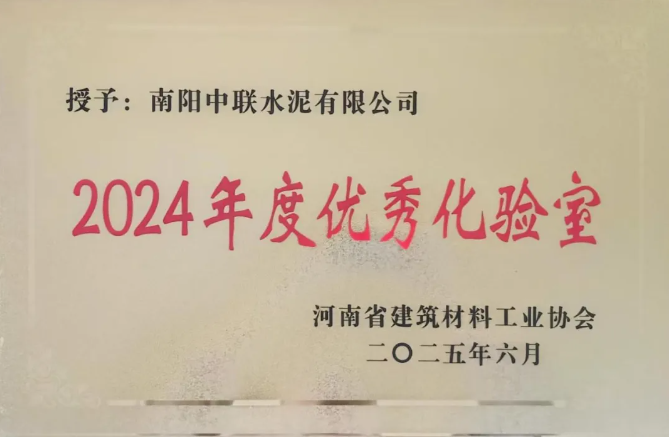 授予：南阳中联水泥有限公司
2024年度优秀化验室
河南省建筑材料工业协会
二〇二五年六月